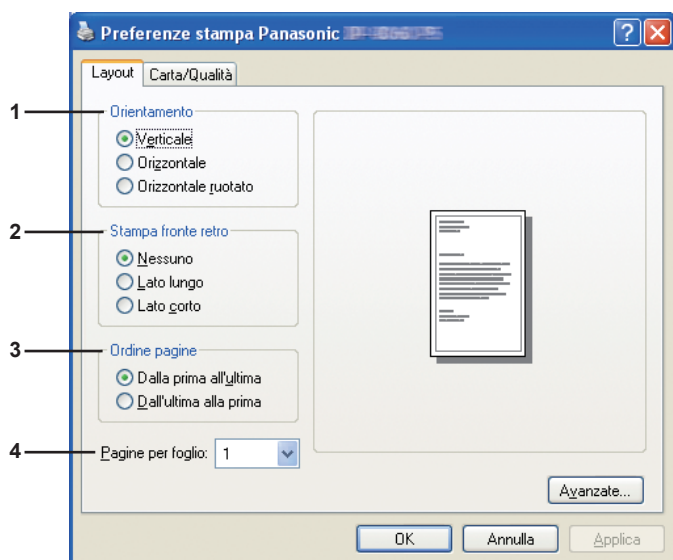 Preferenze stampa Panasonic
?
Layout
Carta/Qualità
1
Orientamento
Verticale
Orizzontale
Orizzontale ruotato
2
Stampa fronte retro
Nessuno
Lato lungo
Lato corto
3
Ordine pagine
Dalla prima all'ultima
Dall'ultima alla prima
4
Pagine per foglio:
1
Avanzate...
OK
Annulla
Applica